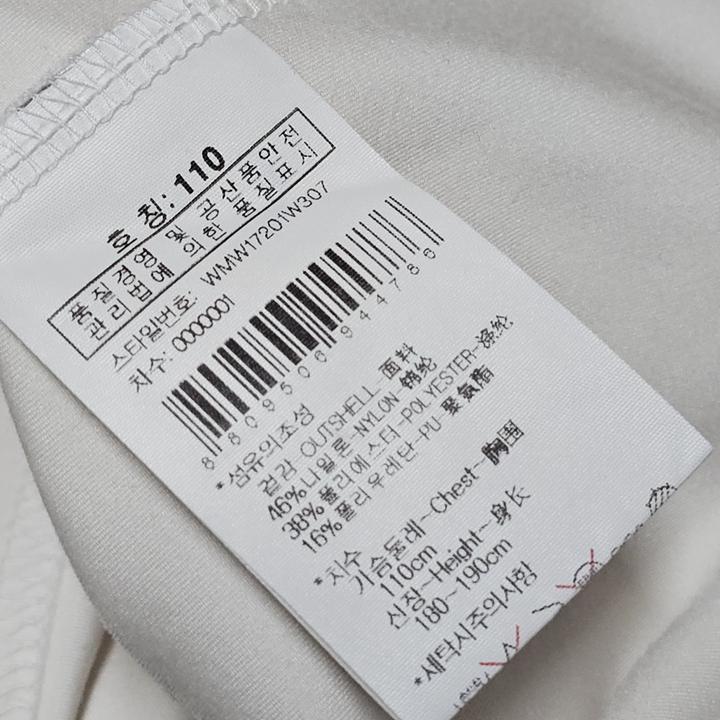 호 칭: 110
품질경영 및 공산품안전
관리법에 의한 품질표시
스타일번호: WMW17201W307
차수: 0000001
8809506944786
*섬유의조성
겉감-OUTSHELL-面料
46% 나일론-NYLON-锦纶
38% 폴리에스터-POLYESTER-涤纶
16% 폴리우레탄-PU-聚氨酯
*치수
가슴둘레-Chest-胸围
110cm
신장-Height-身长
180~190cm
*세탁시주의사항